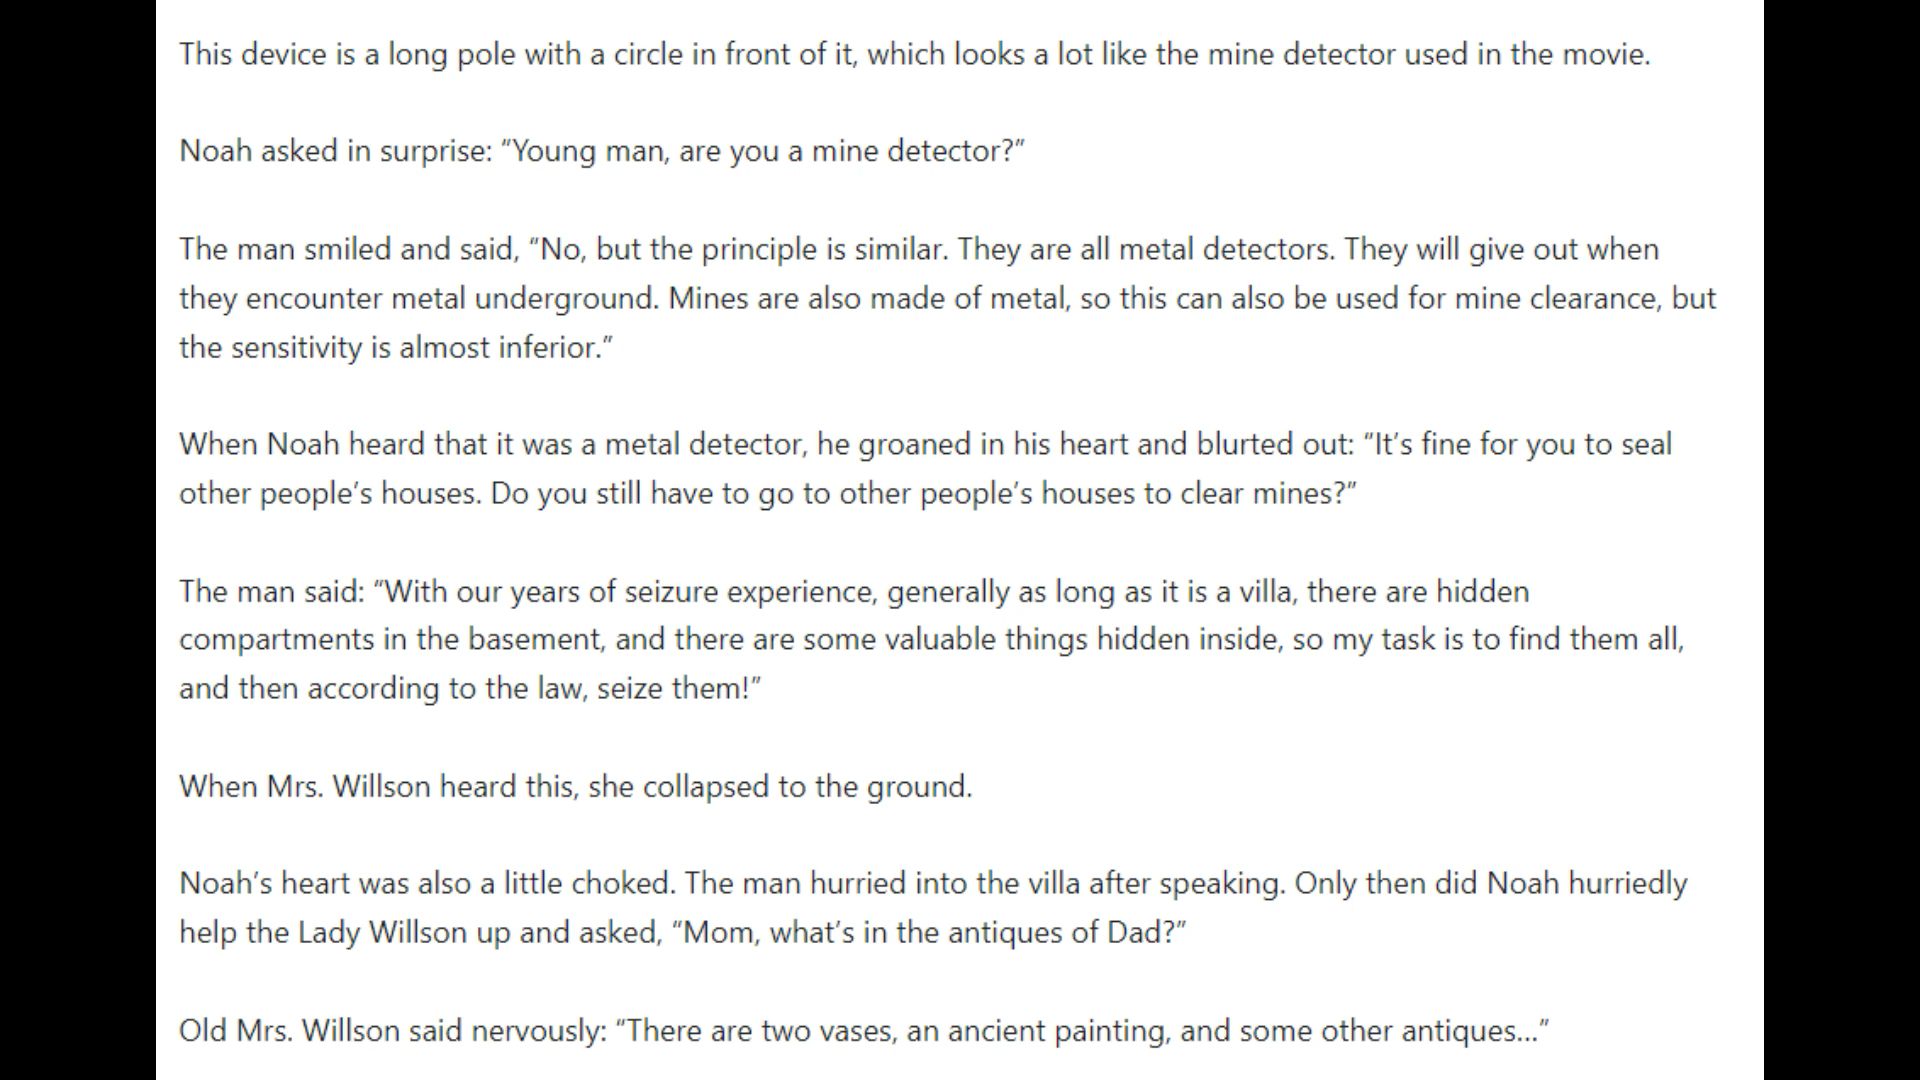 This device is a long pole with a circle in front of it, which looks a lot like the mine detector used in the movie.
Noah asked in surprise: “Young man, are you a mine detector?”
The man smiled and said, “No, but the principle is similar. They are all metal detectors. They will give out when
they encounter metal underground. Mines are also made of metal, so this can also be used for mine clearance, but
the sensitivity is almost inferior.”
When Noah heard that it was a metal detector, he groaned in his heart and blurted out: “It’s fine for you to seal
other people’s houses. Do you still have to go to other people’s houses to clear mines?”
The man said: “With our years of seizure experience, generally as long as it is a villa, there are hidden
compartments in the basement, and there are some valuable things hidden inside, so my task is to find them all,
and then according to the law, seize them!”
When Mrs. Willson heard this, she collapsed to the ground.
Noah’s heart was also a little choked. The man hurried into the villa after speaking. Only then did Noah hurriedly
help the Lady Willson up and asked, “Mom, what’s in the antiques of Dad?”
Old Mrs. Willson said nervously: “There are two vases, an ancient painting, and some other antiques…”